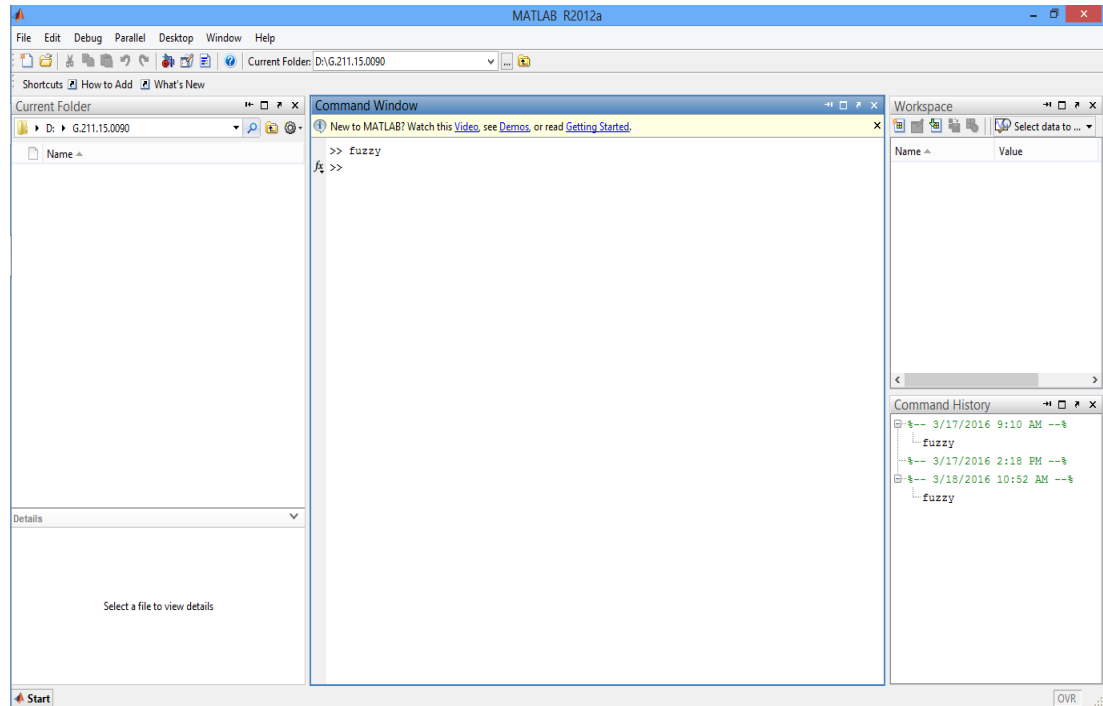 MATLAB R2012a
File Edit Debug Parallel Desktop Window Help
Current Folder: D:\G.211.15.0090
Shortcuts How to Add What's New
Current Folder
D: G.211.15.0090
Name
Details
Select a file to view details
Command Window
New to MATLAB? Watch this Video, see Demos, or read Getting Started.
>> fuzzy
fx >>
Workspace
Select data to ...
Name Value
Command History
%-- 3/17/2016 9:10 AM --%
fuzzy
%-- 3/17/2016 2:18 PM --%
%-- 3/18/2016 10:52 AM --%
fuzzy
Start
OVR